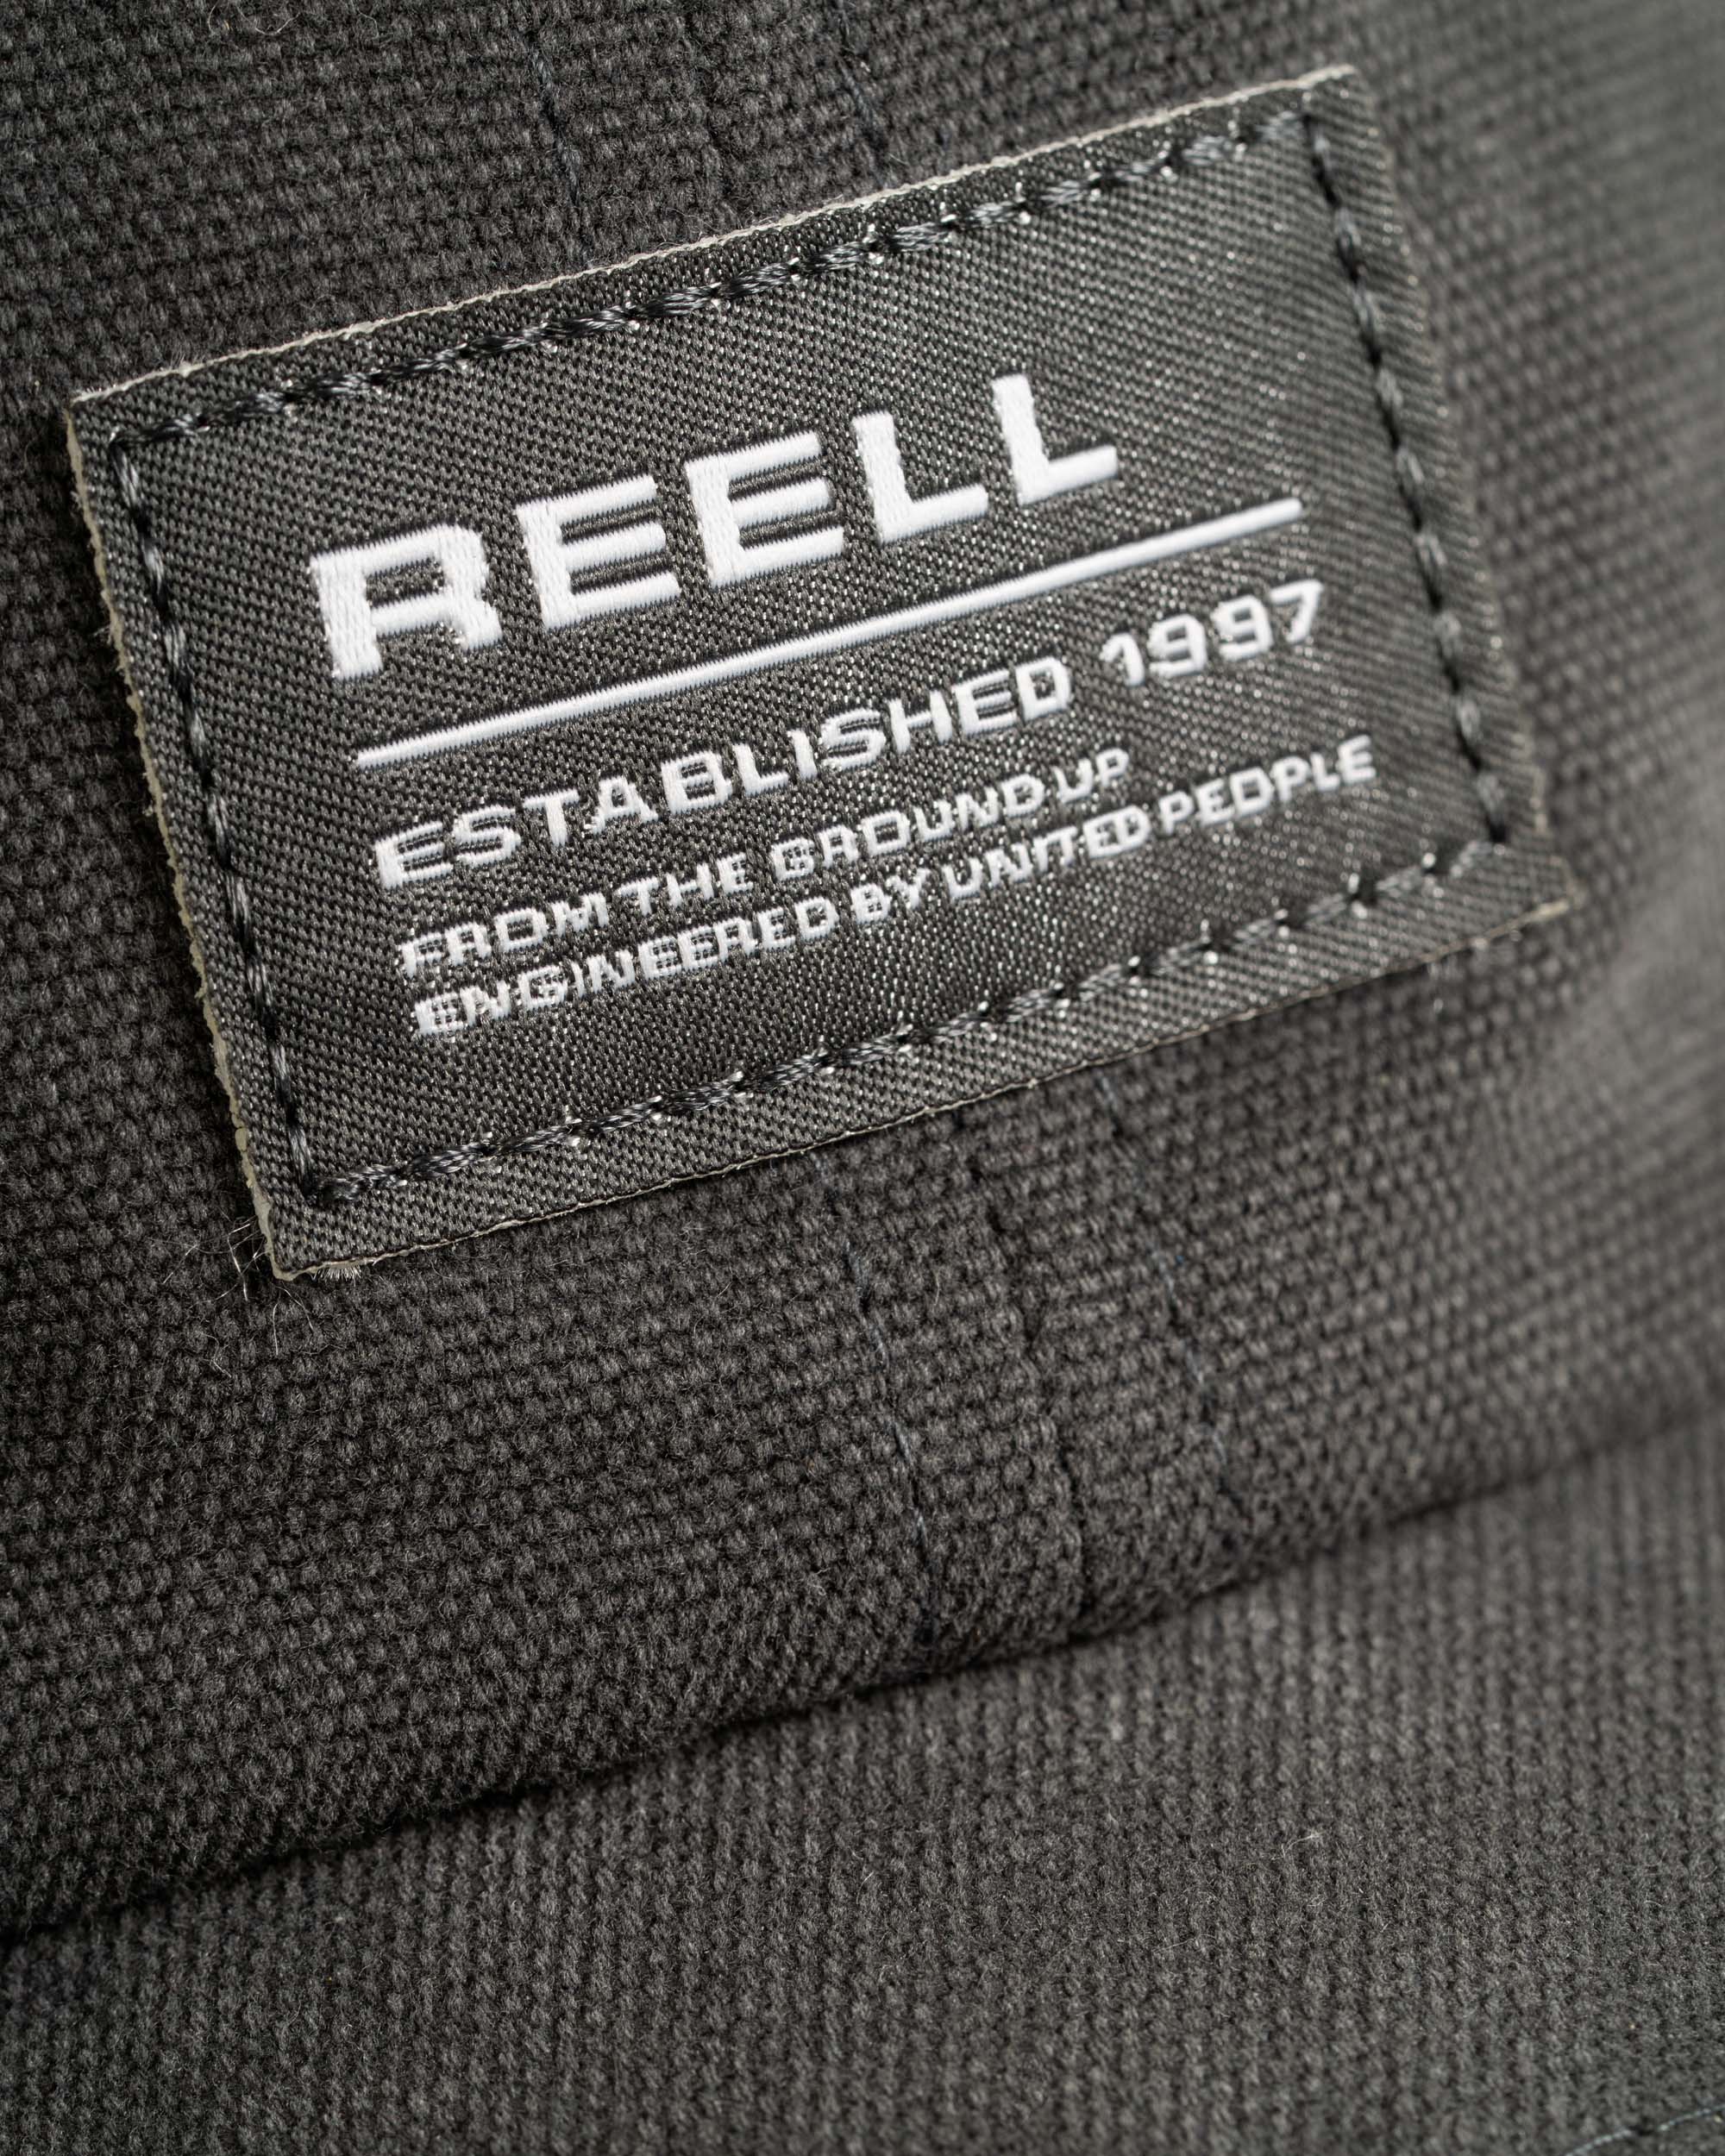 REELL
ESTABLISHED 1997
FROM THE GROUND UP
ENGINEERED BY UNITED PEOPLE